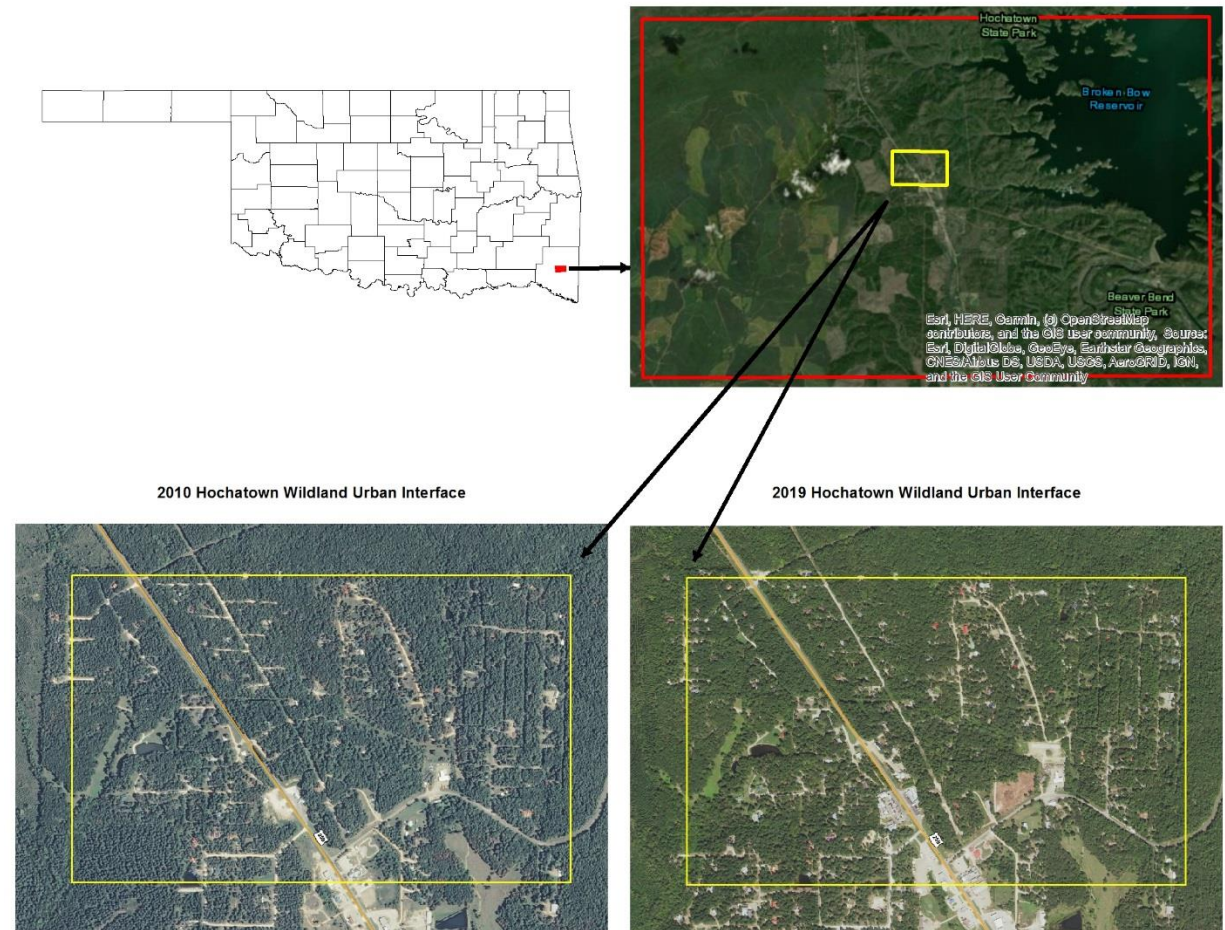 Hochatown
State Park
Broken Bow
Reservoir
Beaver Bend
State Park
Esri, HERE, Garmin, (c) OpenStreetMap
contributors, and the GIS user community, Source:
Esri, DigitalGlobe, GeoEye, Earthstar Geographics,
CNES/Airbus DS, USDA, USGS, AeroGRID, IGN,
and the GIS User Community
2010 Hochatown Wildland Urban Interface
2019 Hochatown Wildland Urban Interface